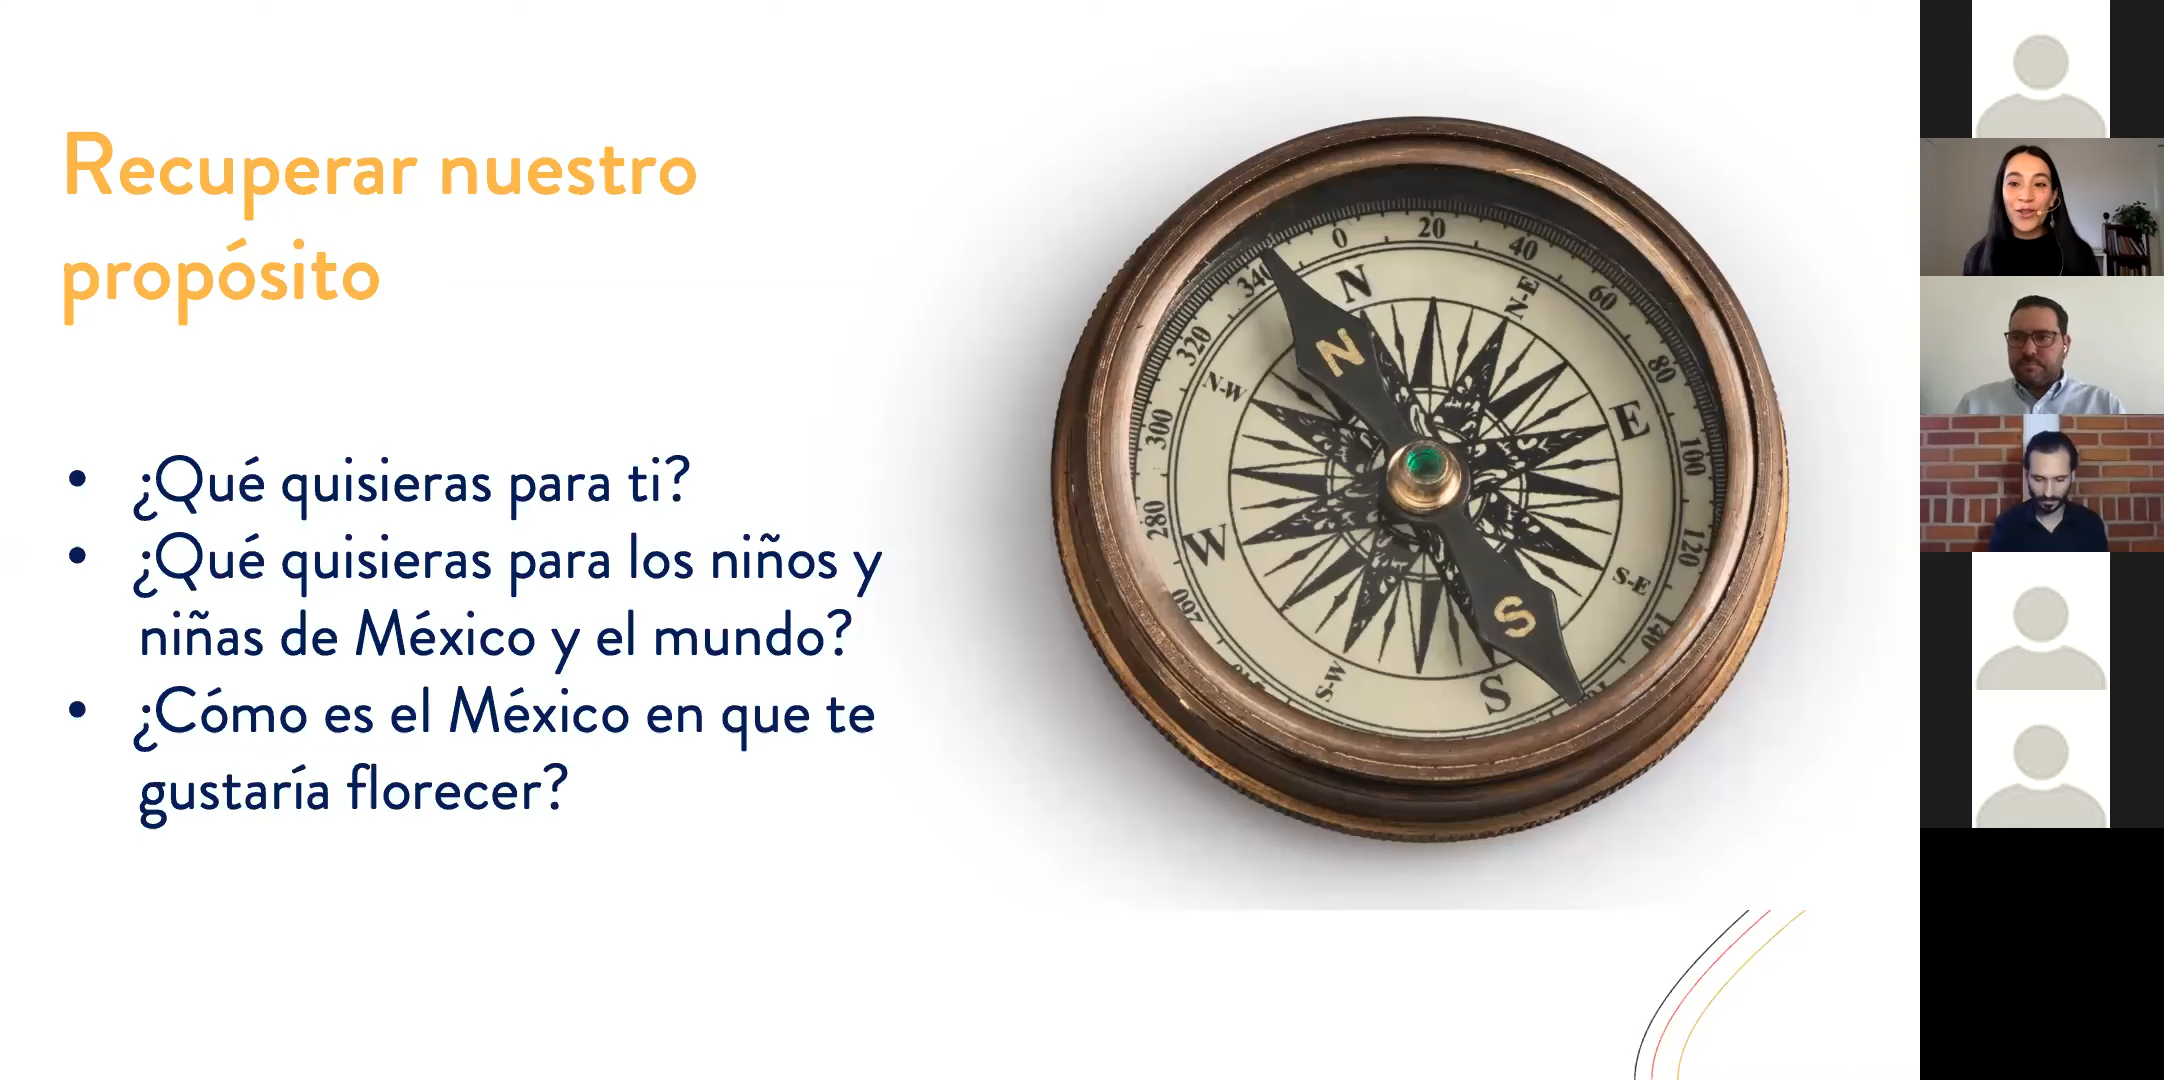 Recuperar nuestro
propósito
• ¿Qué quisieras para ti?
• ¿Qué quisieras para los niños y
niñas de México y el mundo?
• ¿Cómo es el México en que te
gustaría florecer?
0
20
40
60
80
100
120
140
260
280
300
320
340
N
N-E
E
S-E
S
S-W
W
N-W
N
S